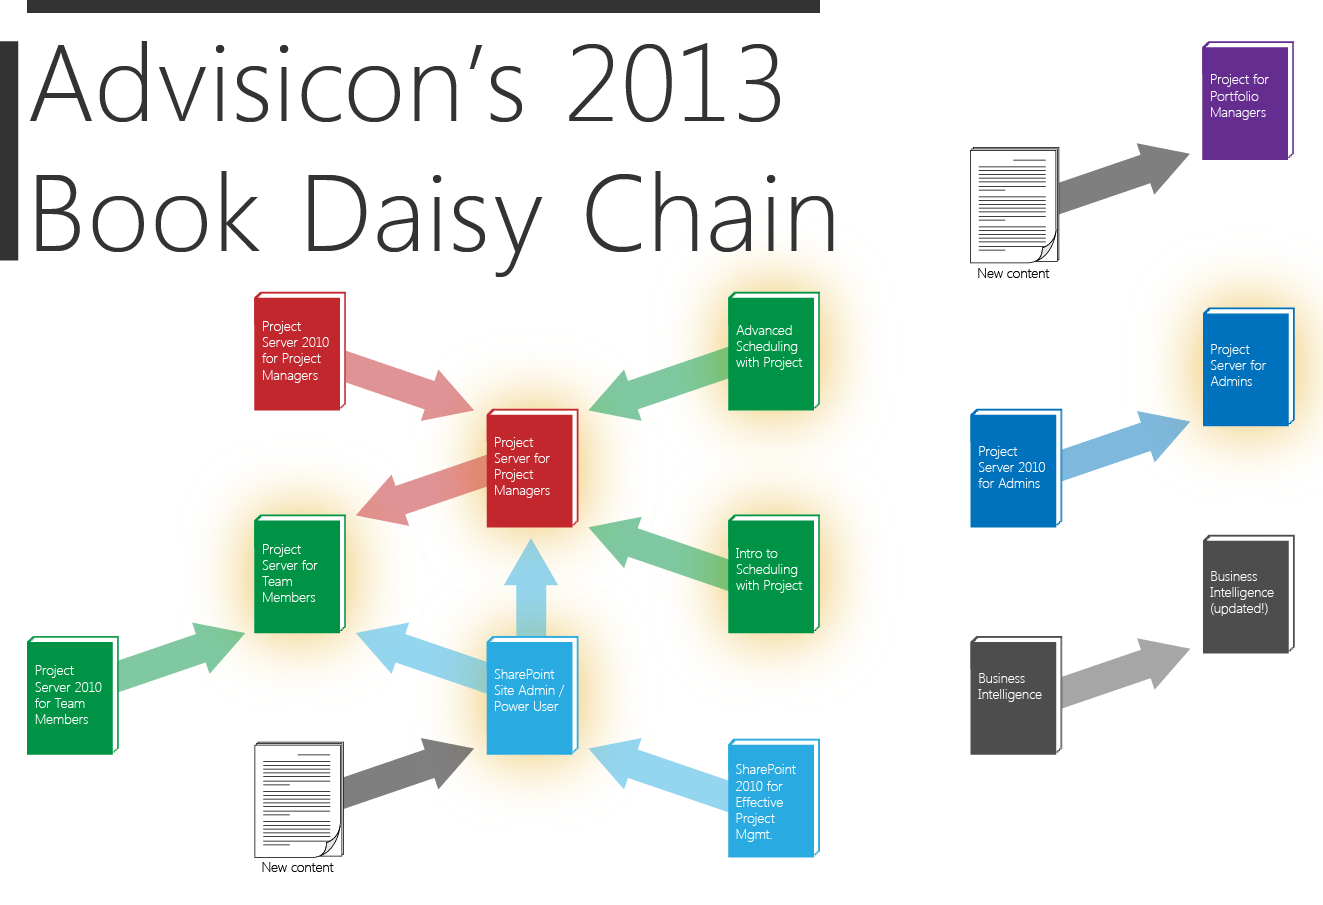 Advisicon's 2013
Book Daisy Chain
Project for
Portfolio
Managers
New content
Project
Server 2010
for Project
Managers
Advanced
Scheduling
with Project
Project
Server for
Admins
Project
Server for
Project
Managers
Project
Server 2010
for Admins
Project
Server for
Team
Members
Intro to
Scheduling
with Project
Business
Intelligence
(updated!)
Project
Server 2010
for Team
Members
SharePoint
Site Admin /
Power User
Business
Intelligence
New content
SharePoint
2010 for
Effective
Project
Mgmt.